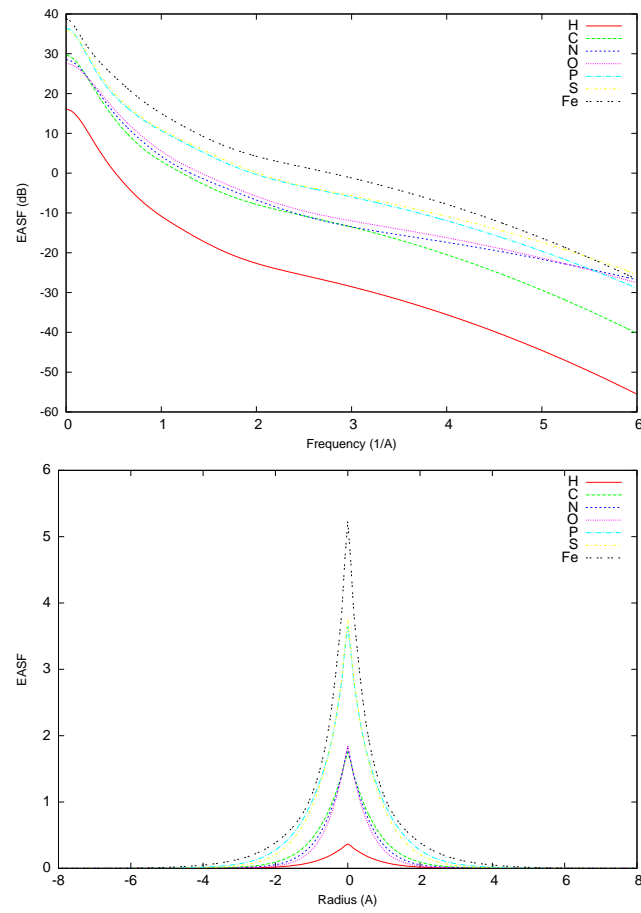 40
30
20
10
0
-10
-20
-30
-40
-50
-60
EASF (dB)
H
C
N
O
P
S
Fe
0 1 2 3 4 5 6
Frequency (1/A)
6
5
4
3
2
1
0
EASF
H
C
N
O
P
S
Fe
-8 -6 -4 -2 0 2 4 6 8
Radius (A)